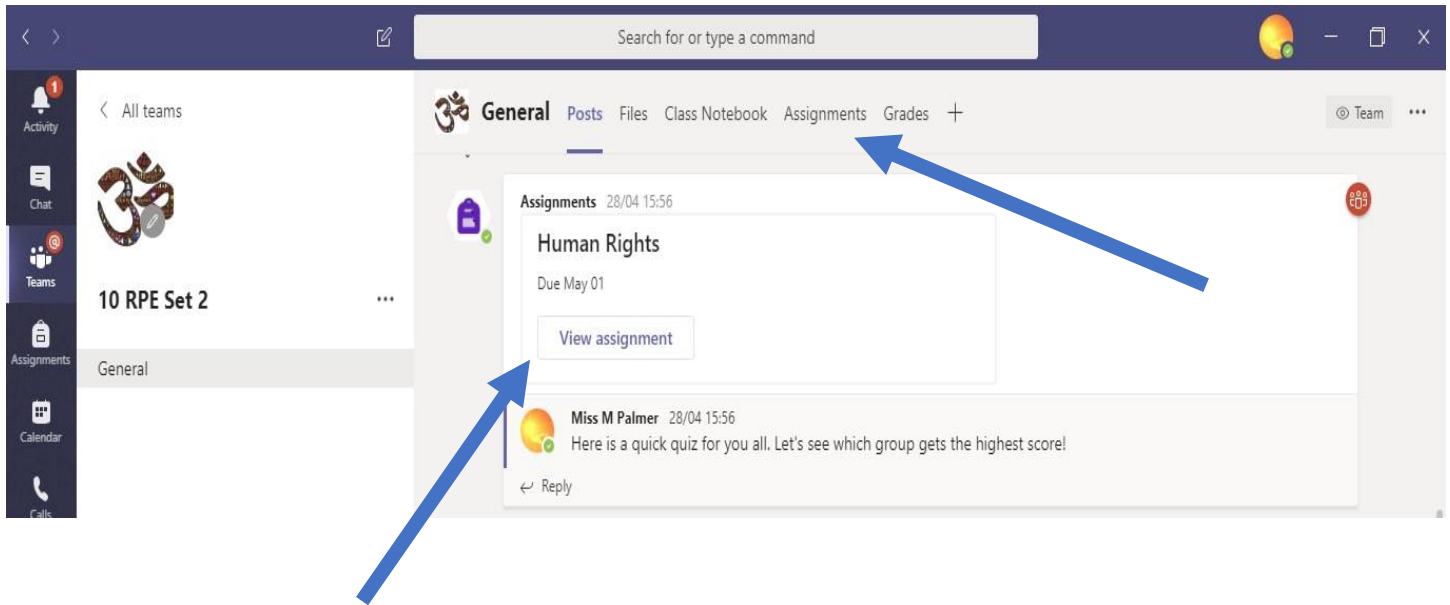 Search for or type a command
1
Activity
Chat
@
Teams
Assignments
Calendar
Calls
All teams
ॐ
10 RPE Set 2
...
General
ॐ
General Posts Files Class Notebook Assignments Grades +
Team ...
Assignments 28/04 15:56
Human Rights
Due May 01
View assignment
Miss M Palmer 28/04 15:56
Here is a quick quiz for you all. Let's see which group gets the highest score!
Reply